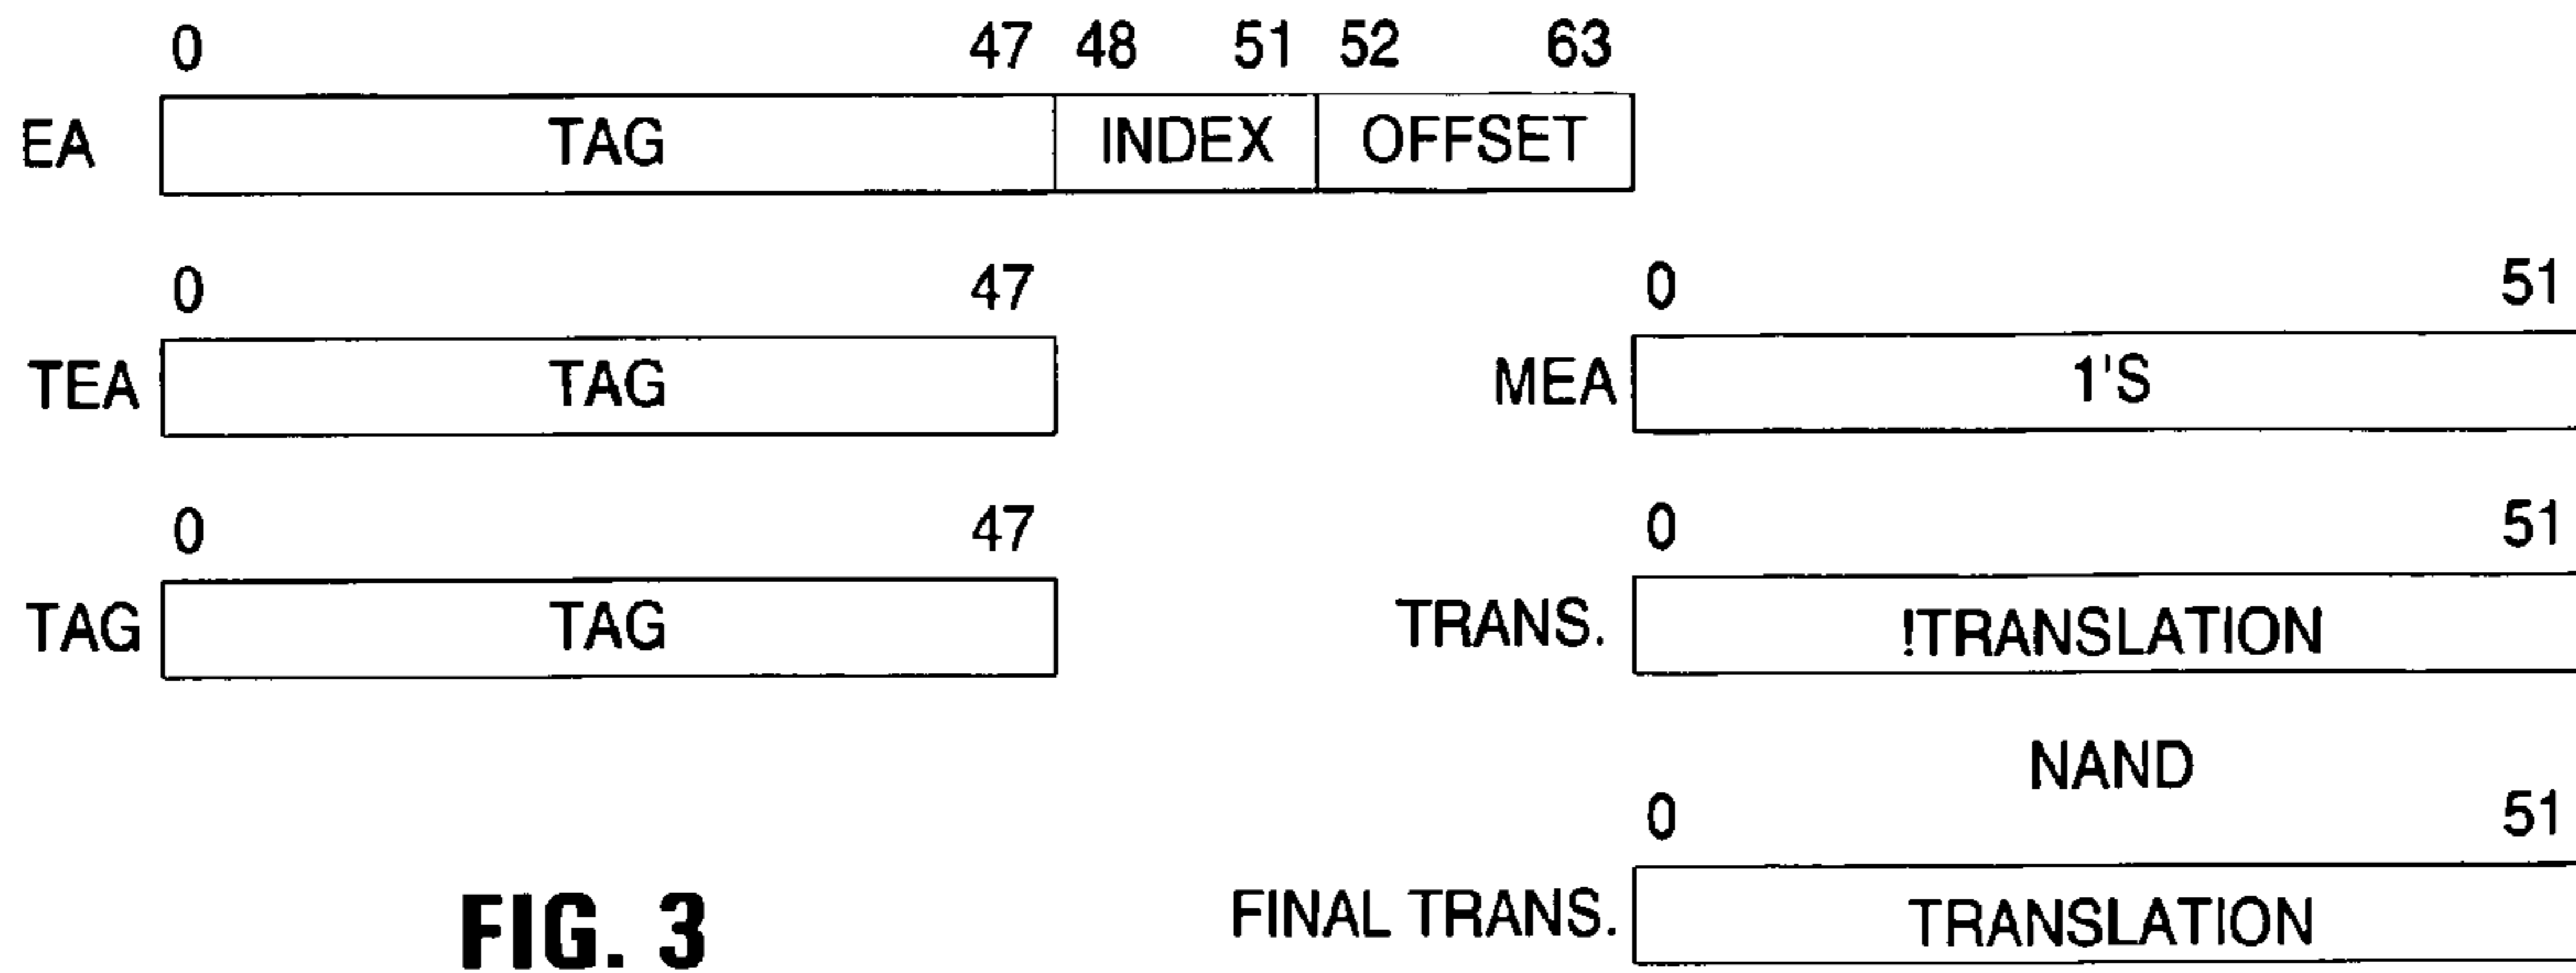 0 47 48 51 52 63
EA TAG INDEX OFFSET
0 47 0 51
TEA TAG MEA 1'S
0 47 0 51
TAG TAG TRANS. !TRANSLATION
NAND
0 51
FINAL TRANS. TRANSLATION
FIG. 3